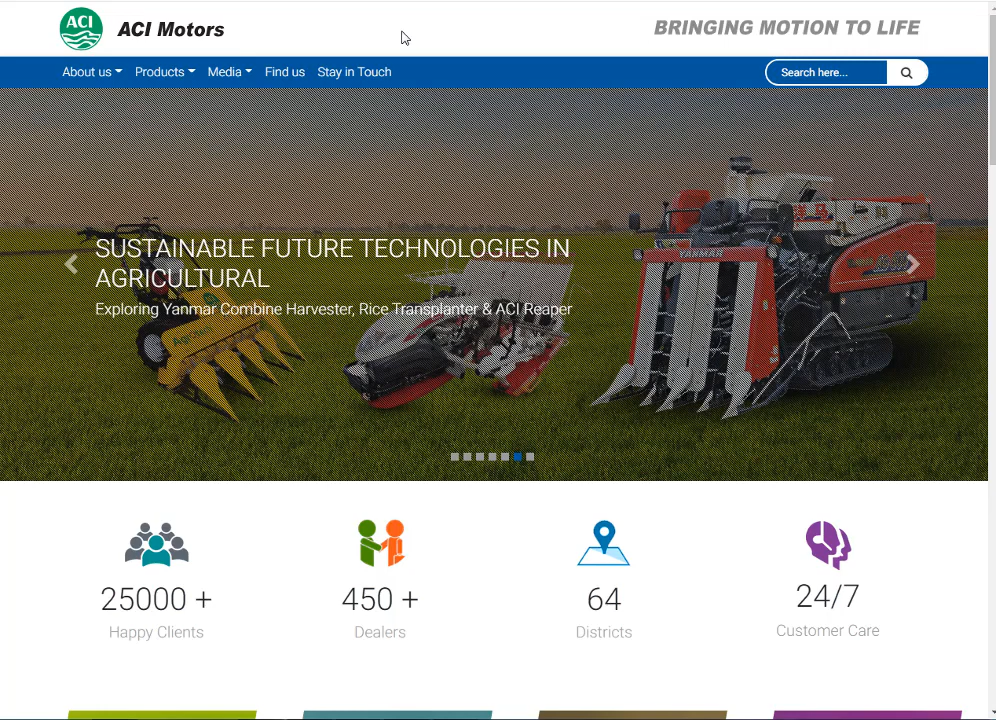 ACI
ACI Motors
BRINGING MOTION TO LIFE
About us
Products
Media
Find us
Stay in Touch
Search here...
SUSTAINABLE FUTURE TECHNOLOGIES IN
AGRICULTURAL
Exploring Yanmar Combine Harvester, Rice Transplanter & ACI Reaper
YANMAR
25000 +
Happy Clients
450 +
Dealers
64
Districts
24/7
Customer Care